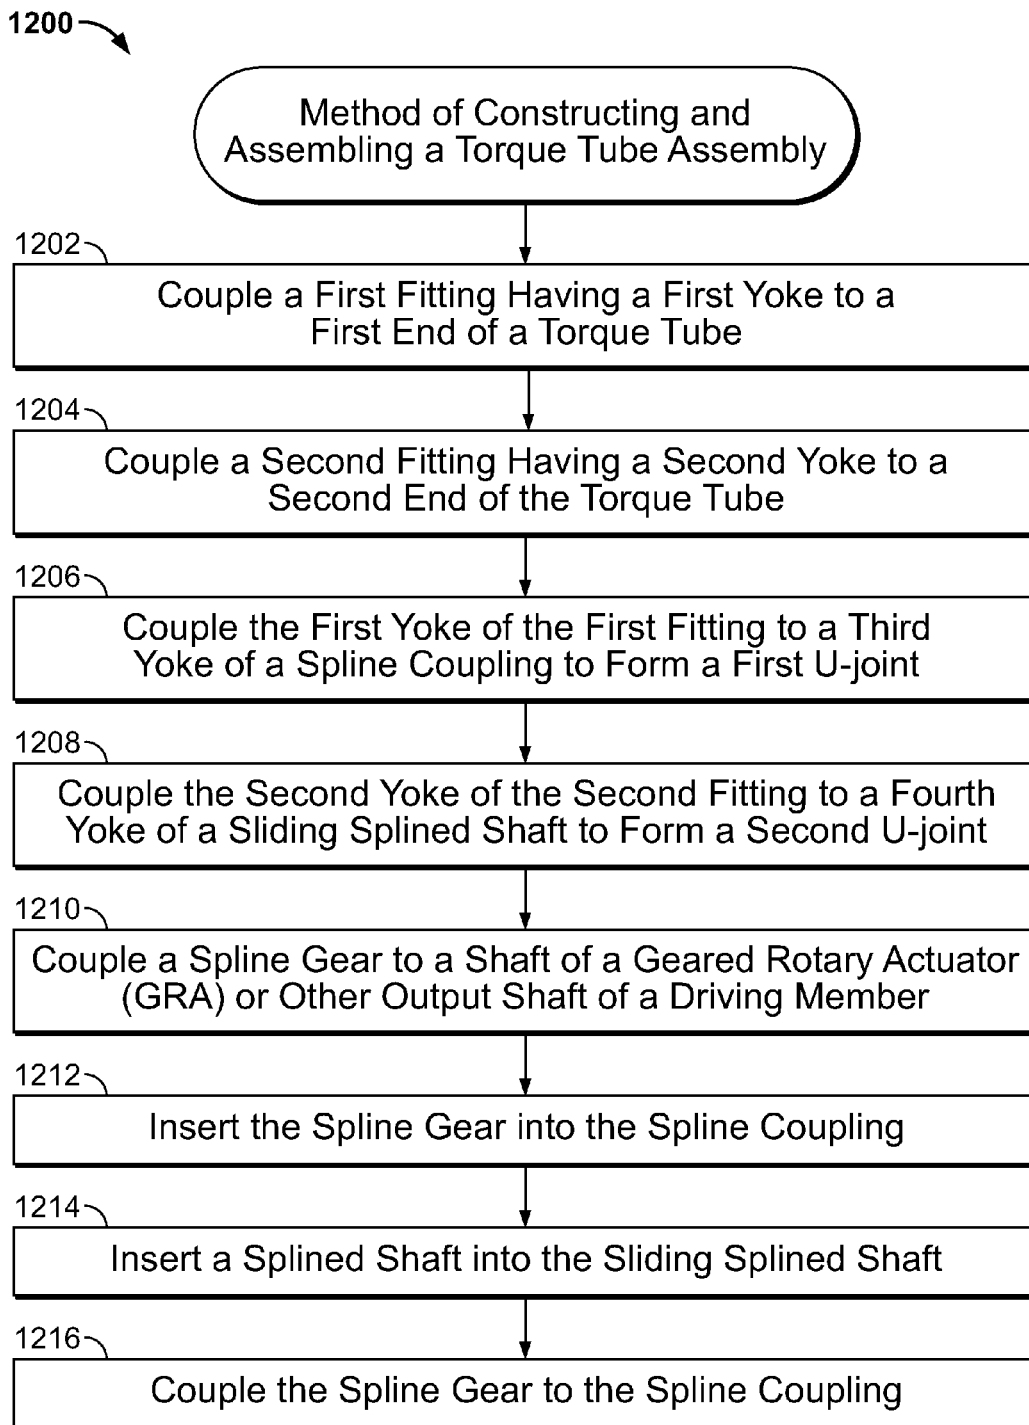 1200
Method of Constructing and
Assembling a Torque Tube Assembly
1202
Couple a First Fitting Having a First Yoke to a
First End of a Torque Tube
1204
Couple a Second Fitting Having a Second Yoke to a
Second End of the Torque Tube
1206
Couple the First Yoke of the First Fitting to a Third
Yoke of a Spline Coupling to Form a First U-joint
1208
Couple the Second Yoke of the Second Fitting to a Fourth
Yoke of a Sliding Splined Shaft to Form a Second U-joint
1210
Couple a Spline Gear to a Shaft of a Geared Rotary Actuator
(GRA) or Other Output Shaft of a Driving Member
1212
Insert the Spline Gear into the Spline Coupling
1214
Insert a Splined Shaft into the Sliding Splined Shaft
1216
Couple the Spline Gear to the Spline Coupling